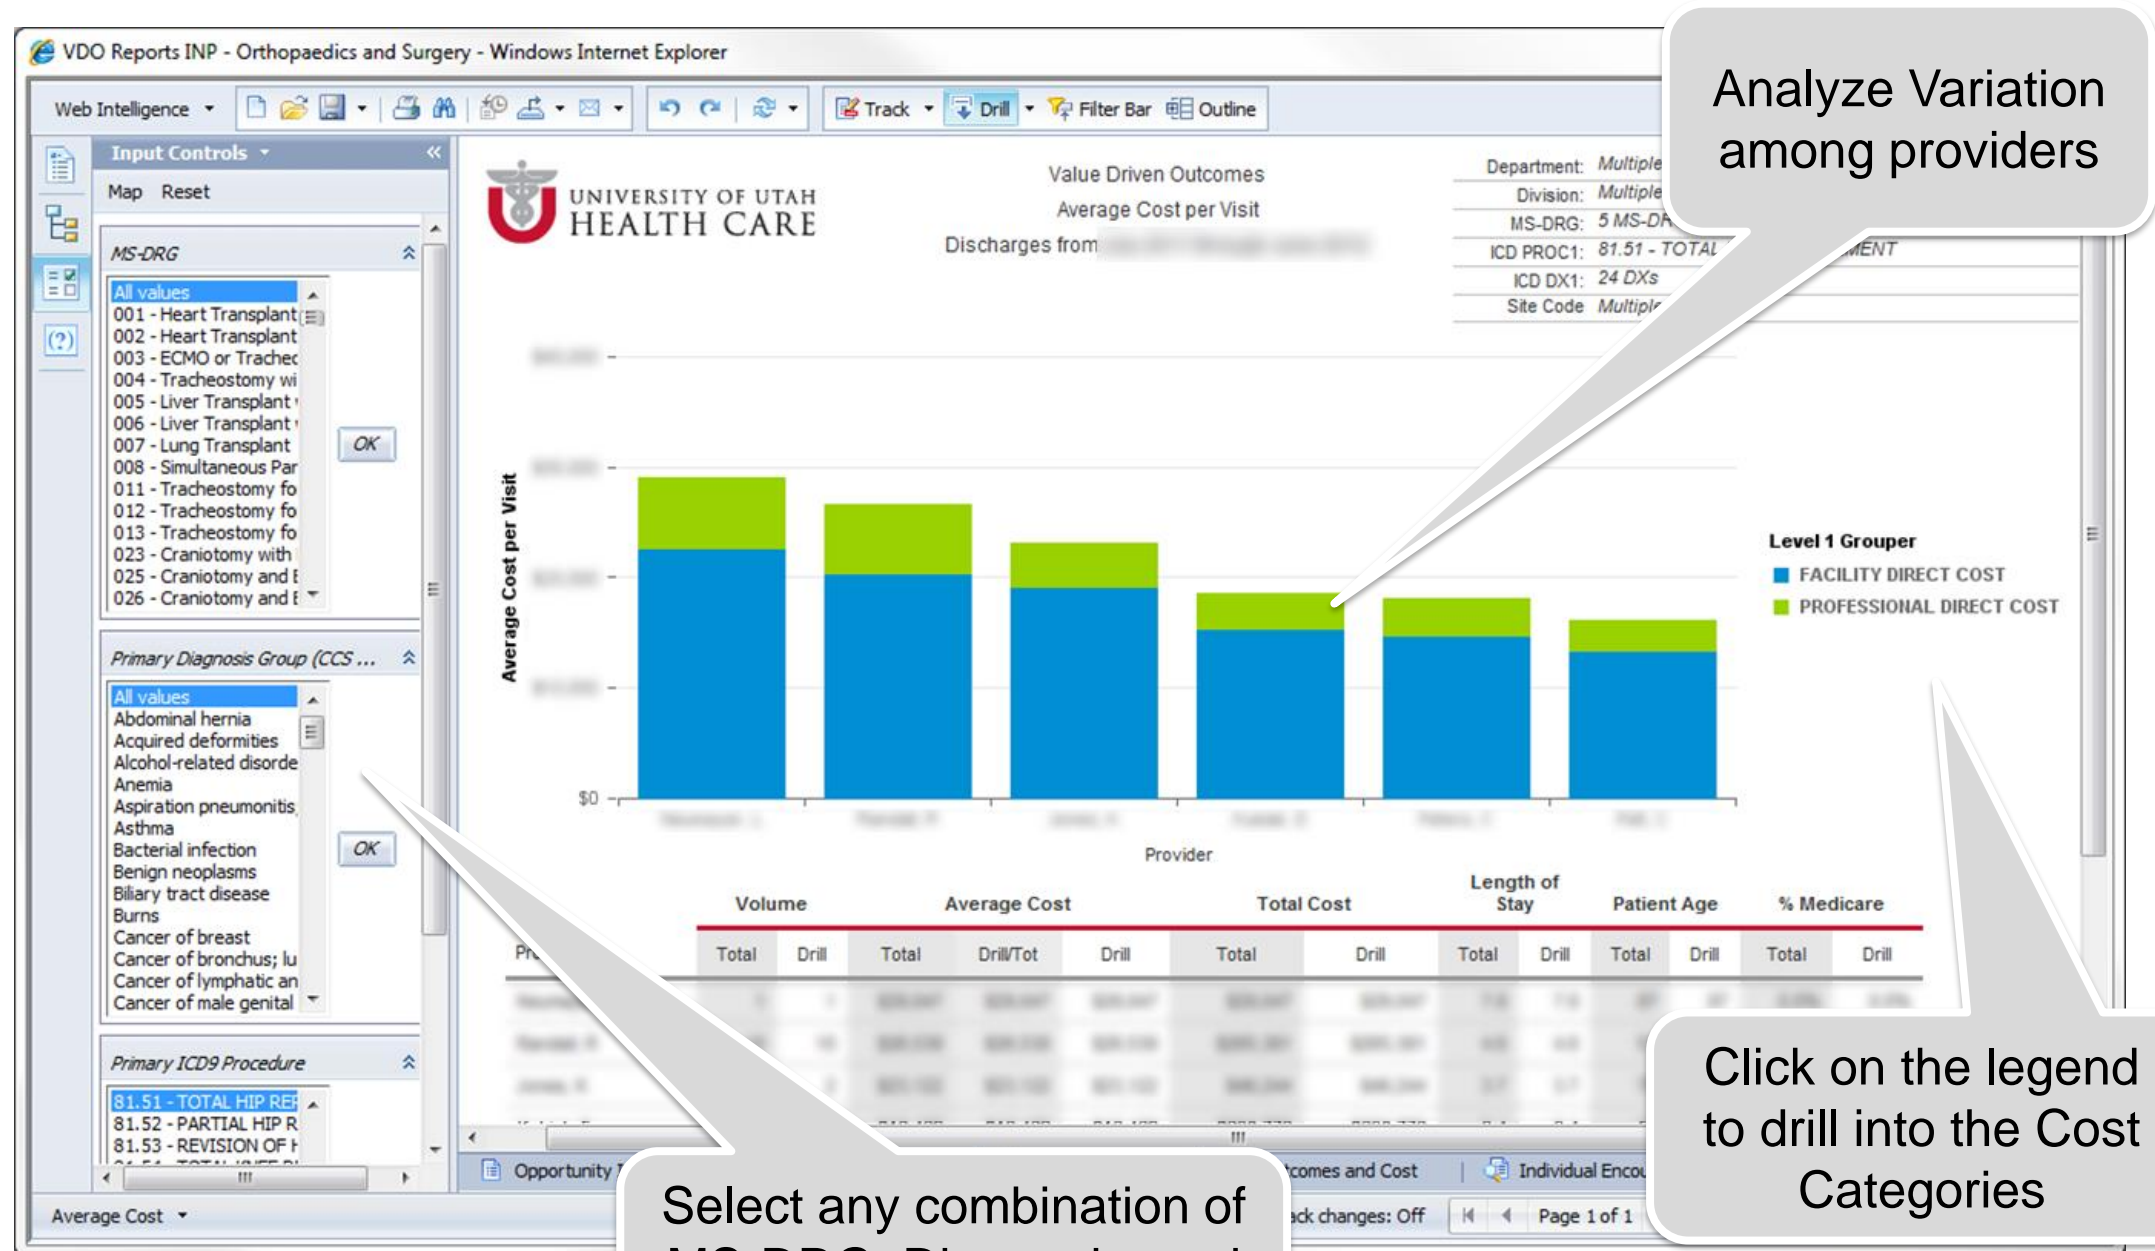 VDO Reports INP - Orthopaedics and Surgery - Windows Internet Explorer
Analyze Variation
among providers
Web Intelligence
Track
Drill
Filter Bar
Outline
Input Controls
Map Reset
MS-DRG
All values
001 - Heart Transplant
002 - Heart Transplant
003 - ECMO or Tracheo
004 - Tracheostomy wi
005 - Liver Transplant
006 - Liver Transplant
007 - Lung Transplant
008 - Simultaneous Par
011 - Tracheostomy fo
012 - Tracheostomy fo
013 - Tracheostomy fo
023 - Craniotomy with
025 - Craniotomy and E
026 - Craniotomy and E
OK
Primary Diagnosis Group (CCS ...
All values
Abdominal hernia
Acquired deformities
Alcohol-related disorde
Anemia
Aspiration pneumonitis;
Asthma
Bacterial infection
Benign neoplasms
Biliary tract disease
Burns
Cancer of breast
Cancer of bronchus; lu
Cancer of lymphatic an
Cancer of male genital
OK
Primary ICD9 Procedure
81.51 - TOTAL HIP REF
81.52 - PARTIAL HIP R
81.53 - REVISION OF H
Average Cost
UNIVERSITY OF UTAH
HEALTH CARE
Value Driven Outcomes
Average Cost per Visit
Discharges from
Department: Multiple
Division: Multiple
MS-DRG: 5 MS-DR
ICD PROC1: 81.51 - TOTAL MENT
ICD DX1: 24 DXs
Site Code Multiple
Average Cost per Visit
$0
Provider
Level 1 Grouper
FACILITY DIRECT COST
PROFESSIONAL DIRECT COST
Volume Average Cost Total Cost Length of Stay Patient Age % Medicare
Total Drill Total Drill/Tot Drill Total Drill Total Drill Total Drill Total Drill
Click on the legend
to drill into the Cost
Categories
Opportunity
comes and Cost
Individual Encou
Select any combination of
ack changes: Off
Page 1 of 1